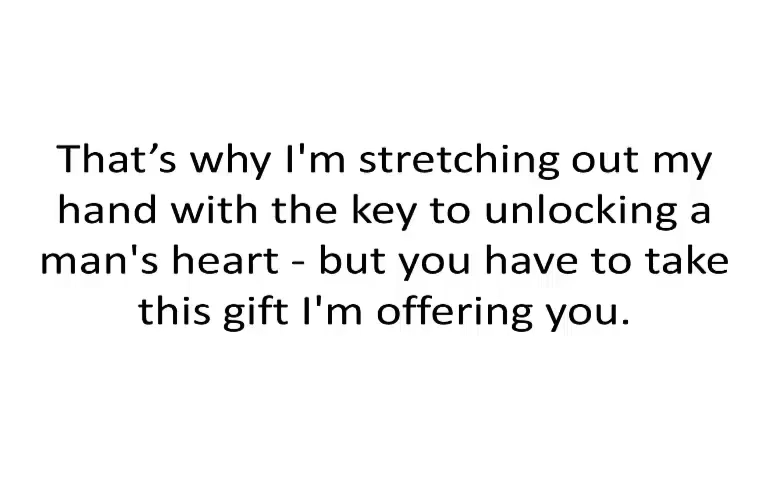 That’s why I'm stretching out my
hand with the key to unlocking a
man's heart - but you have to take
this gift I'm offering you.